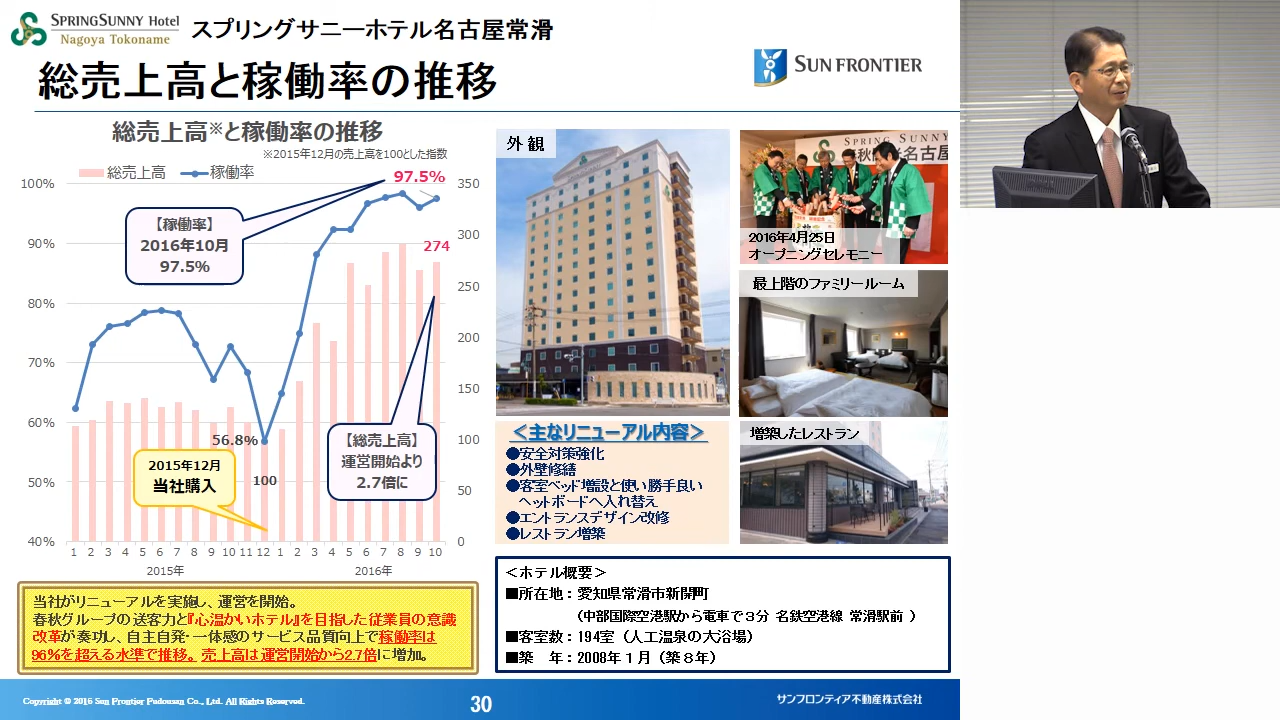 SPRINGSUNNY Hotel
Nagoya Tokoname
スプリングサニーホテル名古屋常滑
総売上高と稼働率の推移
SUN FRONTIER
総売上高※と稼働率の推移
※2015年12月の売上高を100とした指数
総売上高 稼働率
100%
90%
80%
70%
60%
50%
40%
350
300
250
200
150
100
50
0
97.5%
274
【稼働率】
2016年10月
97.5%
56.8%
100
2015年12月
当社購入
【総売上高】
運営開始より
2.7倍に
1 2 3 4 5 6 7 8 9 10 11 12 1 2 3 4 5 6 7 8 9 10
2015年 2016年
外 観
SPRING SUNNY
2016年4月25日
オープニングセレモニー
最上階のファミリールーム
増築したレストラン
＜主なリニューアル内容＞
●安全対策強化
●外壁修繕
●客室ベッド増設と使い勝手良い
ヘッドボードへ入れ替え
●エントランスデザイン改修
●レストラン増築
当社がリニューアルを実施し、運営を開始。
春秋グループの送客力と『心温かいホテル』を目指した従業員の意識
改革が奏功し、自主自発・一体感のサービス品質向上で稼働率は
96%を超える水準で推移。売上高は運営開始から2.7倍に増加。
＜ホテル概要＞
■所在地：愛知県常滑市新開町
（中部国際空港駅から電車で３分 名鉄空港線 常滑駅前 ）
■客室数：194室（人工温泉の大浴場）
■築 年：2008年１月（築８年）
Copyright © 2016 Sun Frontier Fudousan Co., Ltd. All Rights Reserved.
30
サンフロンティア不動産株式会社